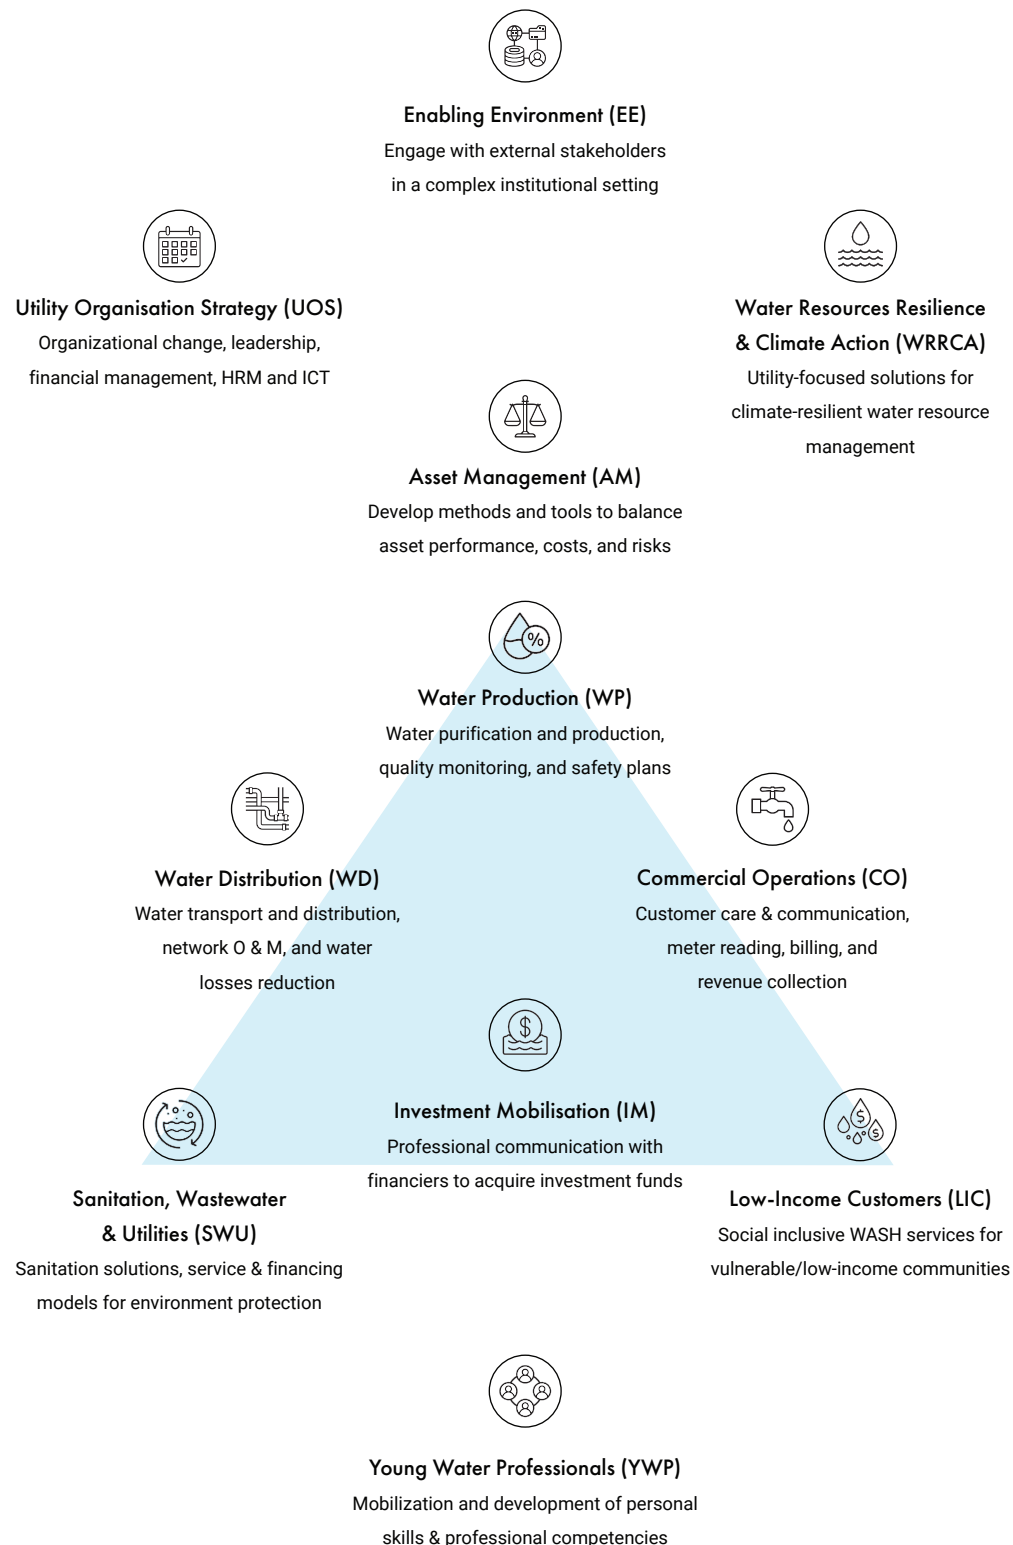 Enabling Environment (EE)
Engage with external stakeholders
in a complex institutional setting
Utility Organisation Strategy (UOS)
Organizational change, leadership,
financial management, HRM and ICT
Water Resources Resilience
& Climate Action (WRRCA)
Utility-focused solutions for
climate-resilient water resource
management
Asset Management (AM)
Develop methods and tools to balance
asset performance, costs, and risks
%
Water Production (WP)
Water purification and production,
quality monitoring, and safety plans
Water Distribution (WD)
Water transport and distribution,
network O & M, and water
losses reduction
Commercial Operations (CO)
Customer care & communication,
meter reading, billing, and
revenue collection
$
Investment Mobilisation (IM)
Professional communication with
financiers to acquire investment funds
Sanitation, Wastewater
& Utilities (SWU)
Sanitation solutions, service & financing
models for environment protection
$
$
Low-Income Customers (LIC)
Social inclusive WASH services for
vulnerable/low-income communities
Young Water Professionals (YWP)
Mobilization and development of personal
skills & professional competencies